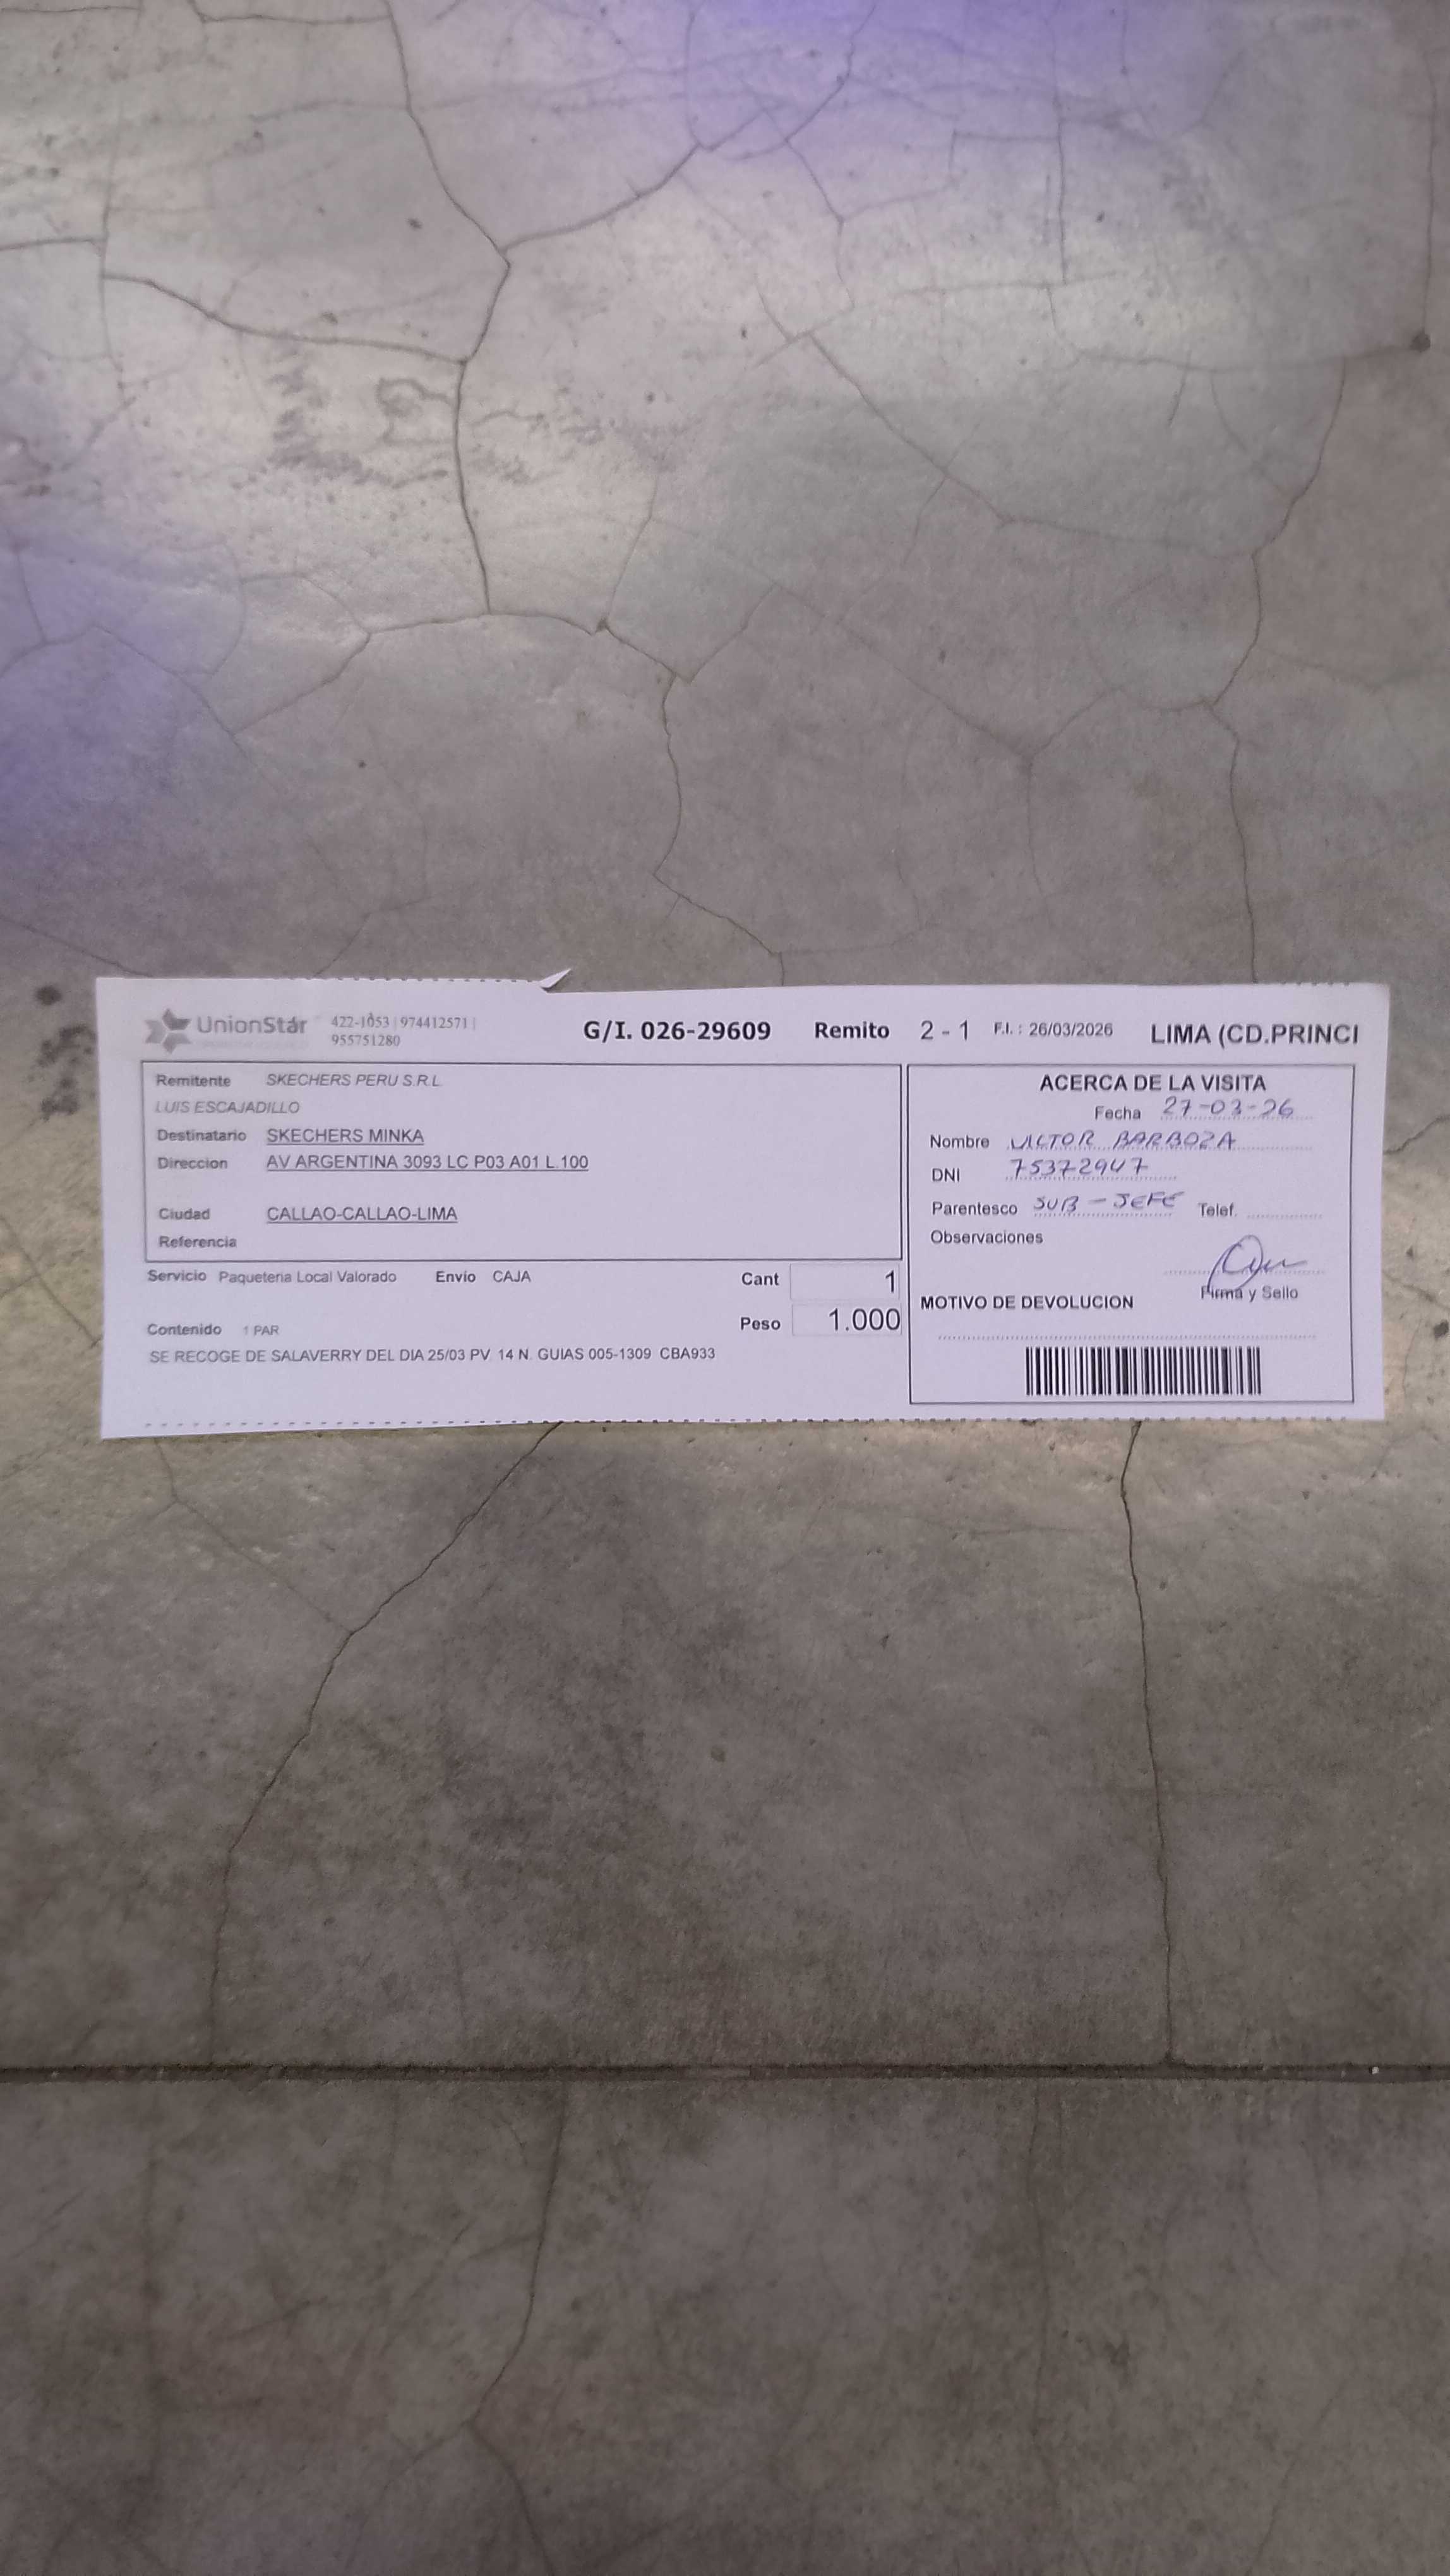 UnionStar
422-1053 | 974412571 |
955751280
G/I. 026-29609 Remito 2 - 1 F.I. : 26/03/2026 LIMA (CD.PRINCI
Remitente SKECHERS PERU S.R.L
LUIS ESCAJADILLO
Destinatario SKECHERS MINKA
Direccion AV ARGENTINA 3093 LC P03 A01 L.100
Ciudad CALLAO-CALLAO-LIMA
Referencia
Servicio Paqueteria Local Valorado Envio CAJA Cant 1
Peso 1.000
Contenido 1 PAR
SE RECOGE DE SALAVERRY DEL DIA 25/03 PV. 14 N. GUIAS 005-1309 CBA933
ACERCA DE LA VISITA
Fecha 27-03-26
Nombre VICTOR BARBOZA
DNI 75372947
Parentesco SUB - JEFE Telef.
Observaciones
Firma y Sello
MOTIVO DE DEVOLUCION